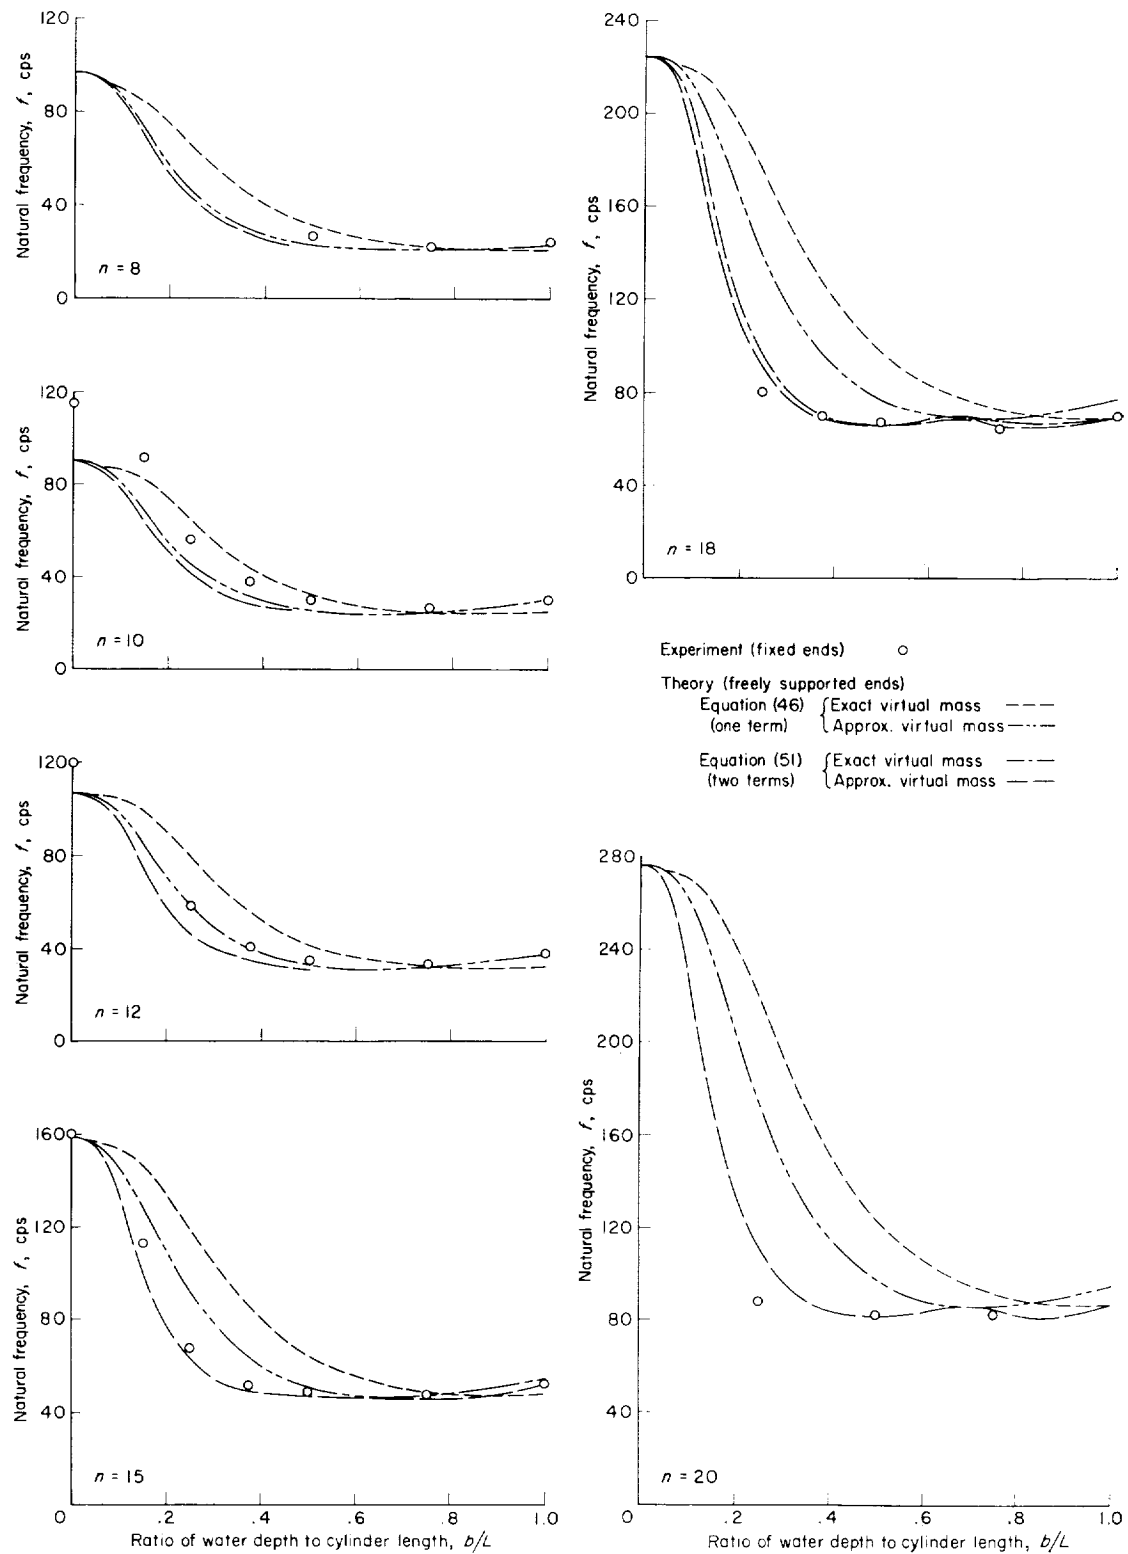 120
80
40
0
Natural frequency, f, cps
n = 8
120
80
40
0
Natural frequency, f, cps
n = 10
120
80
40
0
Natural frequency, f, cps
n = 12
160
120
80
40
0
.2
.4
.6
.8
1.0
Natural frequency, f, cps
n = 15
Ratio of water depth to cylinder length, b/L
240
200
160
120
80
40
0
Natural frequency, f, cps
n = 18
Experiment (fixed ends)
Theory (freely supported ends)
Equation (46) { Exact virtual mass
(one term) Approx. virtual mass
Equation (51) { Exact virtual mass
(two terms) Approx. virtual mass
280
240
200
160
120
80
40
0
.2
.4
.6
.8
1.0
Natural frequency, f, cps
n = 20
Ratio of water depth to cylinder length, b/L